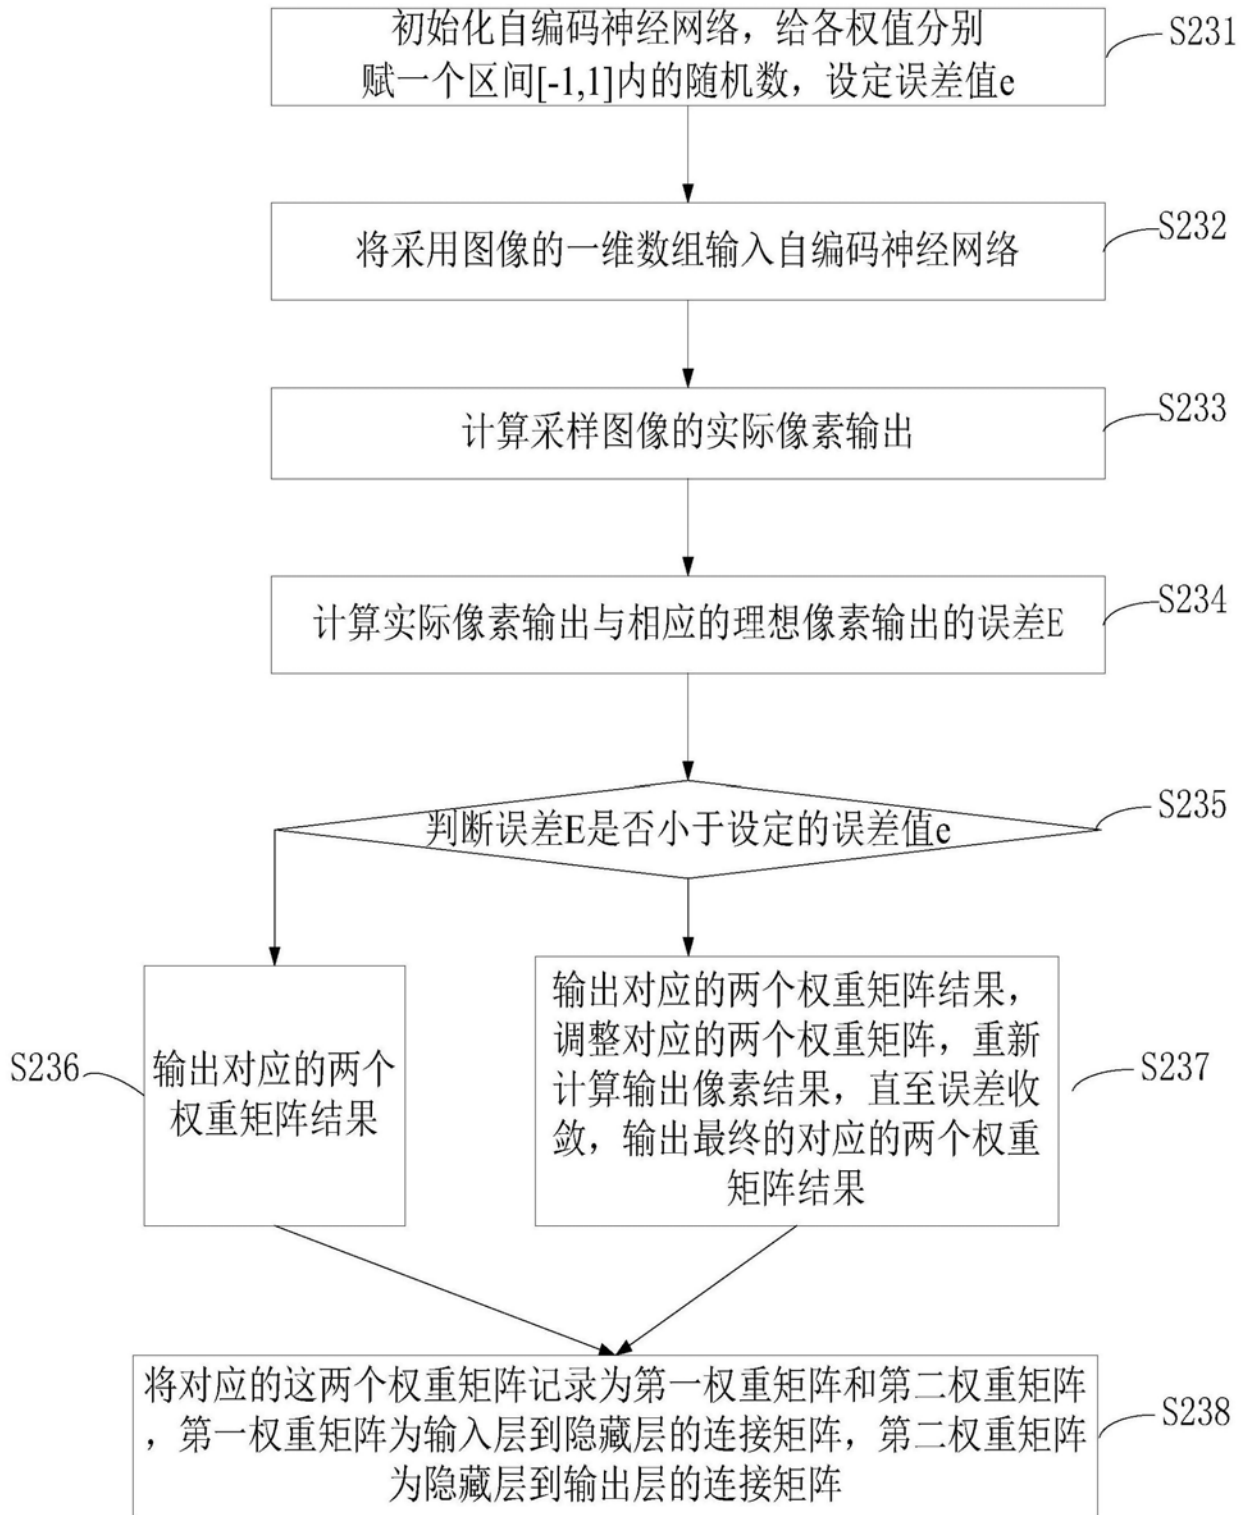 初始化自编码神经网络，给各权值分别
赋一个区间[-1,1]内的随机数，设定误差值e
S231
将采用图像的一维数组输入自编码神经网络
S232
计算采样图像的实际像素输出
S233
计算实际像素输出与相应的理想像素输出的误差E
S234
判断误差E是否小于设定的误差值e
S235
S236
输出对应的两个
权重矩阵结果
输出对应的两个权重矩阵结果，
调整对应的两个权重矩阵，重新
计算输出像素结果，直至误差收
敛，输出最终的对应的两个权重
矩阵结果
S237
将对应的这两个权重矩阵记录为第一权重矩阵和第二权重矩阵
，第一权重矩阵为输入层到隐藏层的连接矩阵，第二权重矩阵
为隐藏层到输出层的连接矩阵
S238